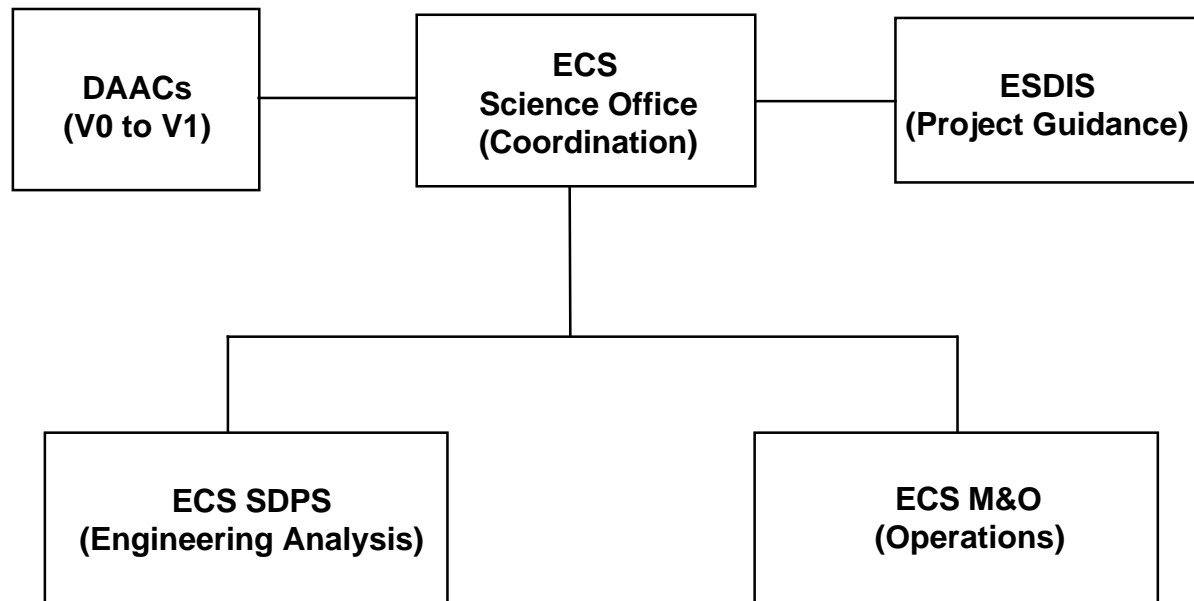 DAACs
(V0 to V1)
ECS
Science Office
(Coordination)
ESDIS
(Project Guidance)
ECS SDPS
(Engineering Analysis)
ECS M&O
(Operations)